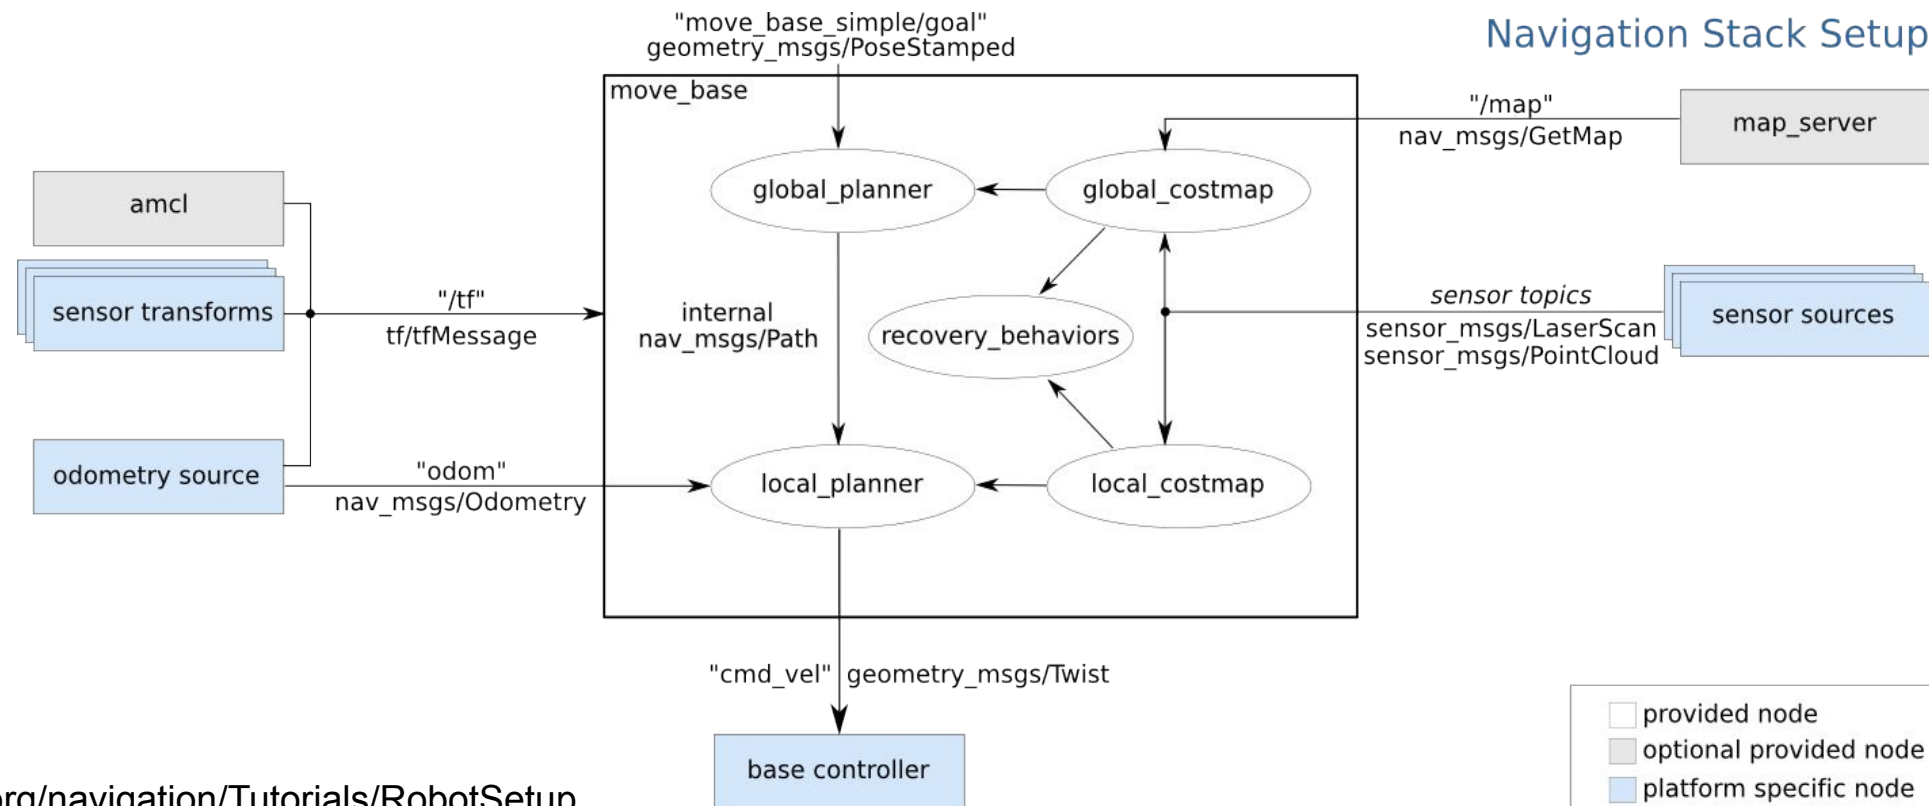 "move_base_simple/goal"
geometry_msgs/PoseStamped
Navigation Stack Setup
move_base
"/map"
nav_msgs/GetMap
map_server
global_planner
global_costmap
amcl
sensor transforms
"/tf"
tf/tfMessage
internal
nav_msgs/Path
recovery_behaviors
sensor topics
sensor_msgs/LaserScan
sensor_msgs/PointCloud
sensor sources
odometry source
"odom"
nav_msgs/Odometry
local_planner
local_costmap
"cmd_vel" geometry_msgs/Twist
base controller
provided node
optional provided node
platform specific node
org/navigation/Tutorials/RobotSetup